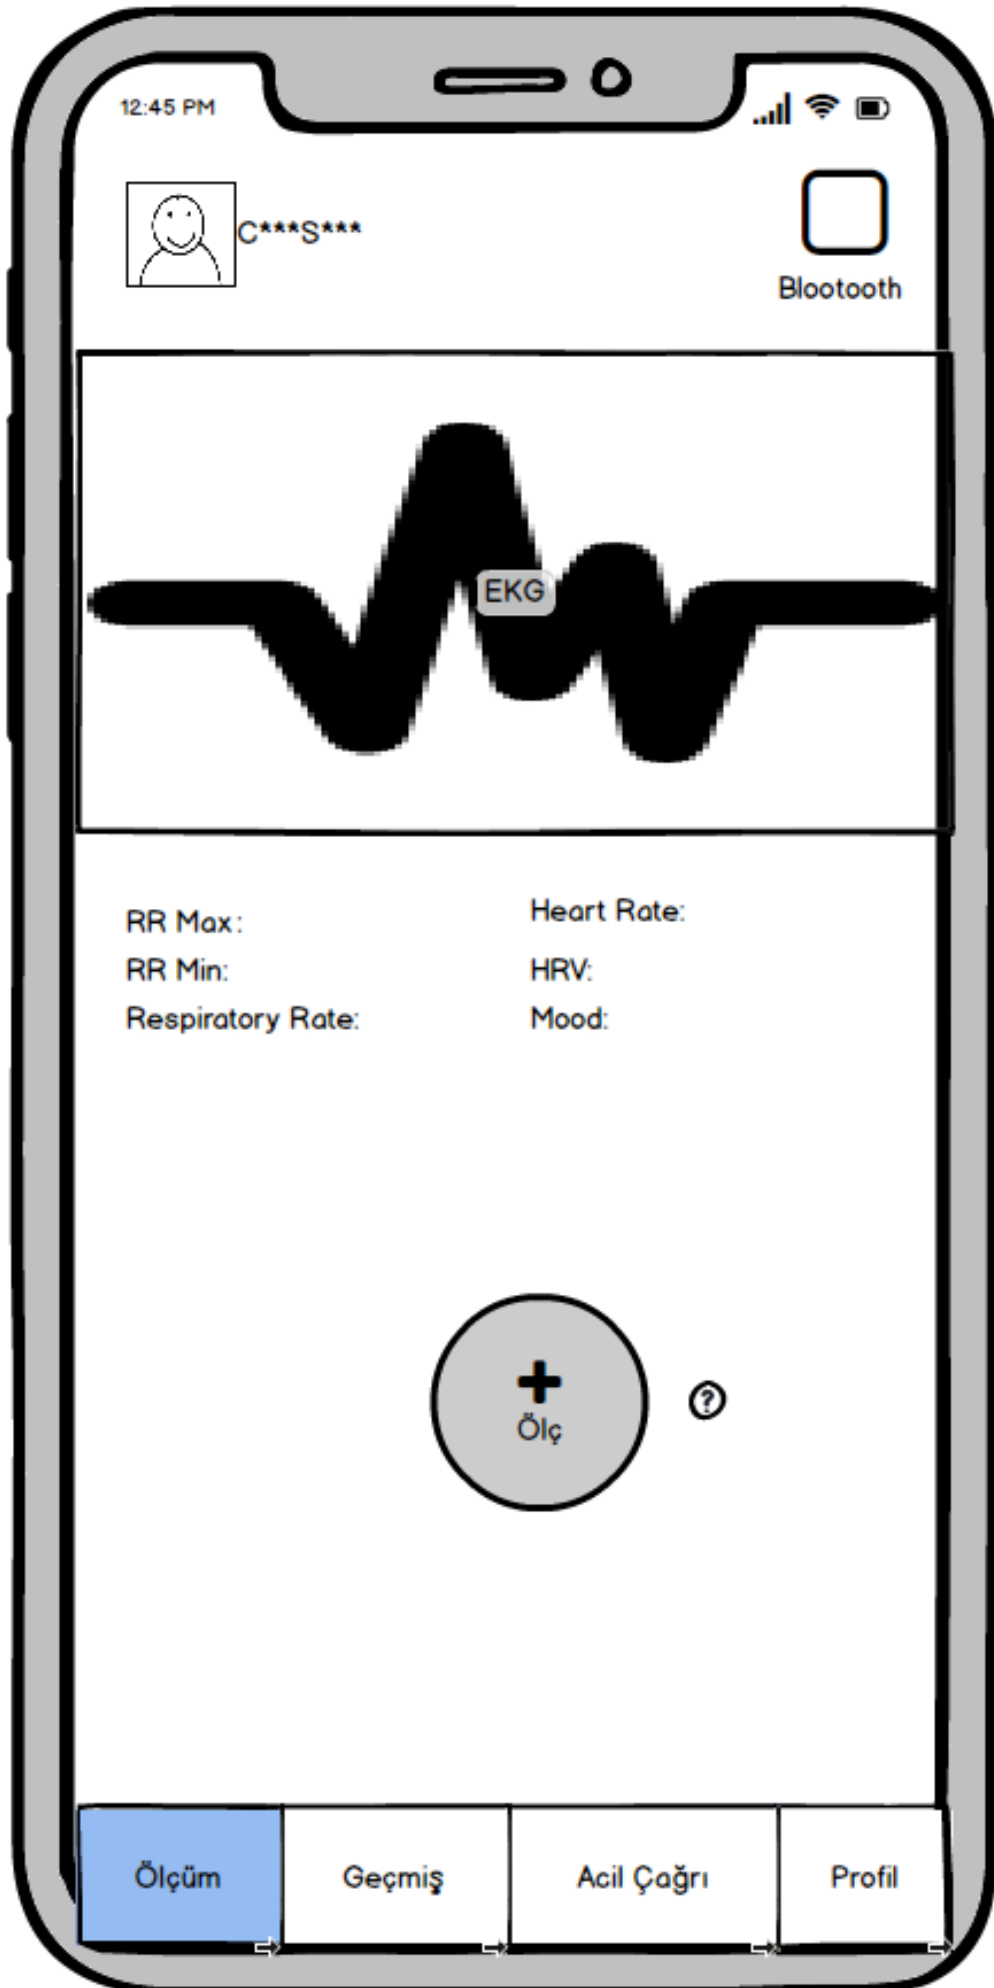 12:45 PM
C***S***
Blootooth
EKG
RR Max:
Heart Rate:
RR Min:
HRV:
Respiratory Rate:
Mood:
Ölç
?
Ölçüm
Geçmiş
Acil Çağrı
Profil